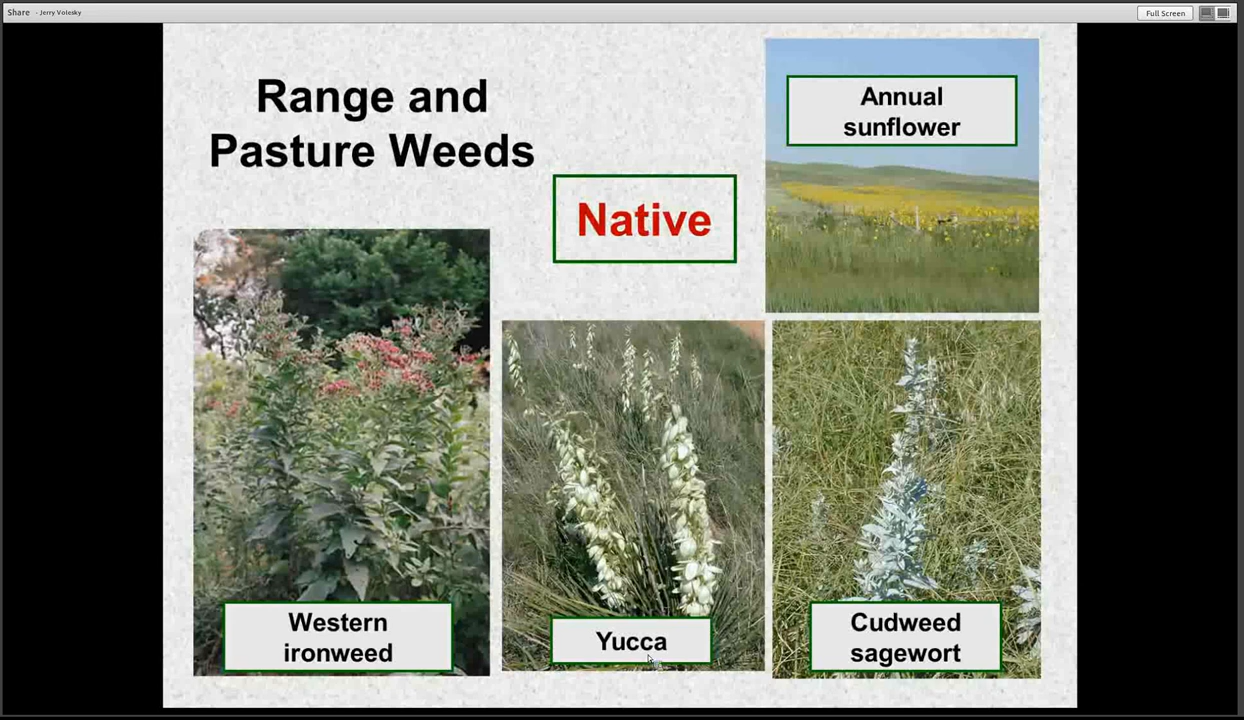 Share - Jerry Volesky
Full Screen
Range and
Pasture Weeds
Native
Annual
sunflower
Western
ironweed
Yucca
Cudweed
sagewort